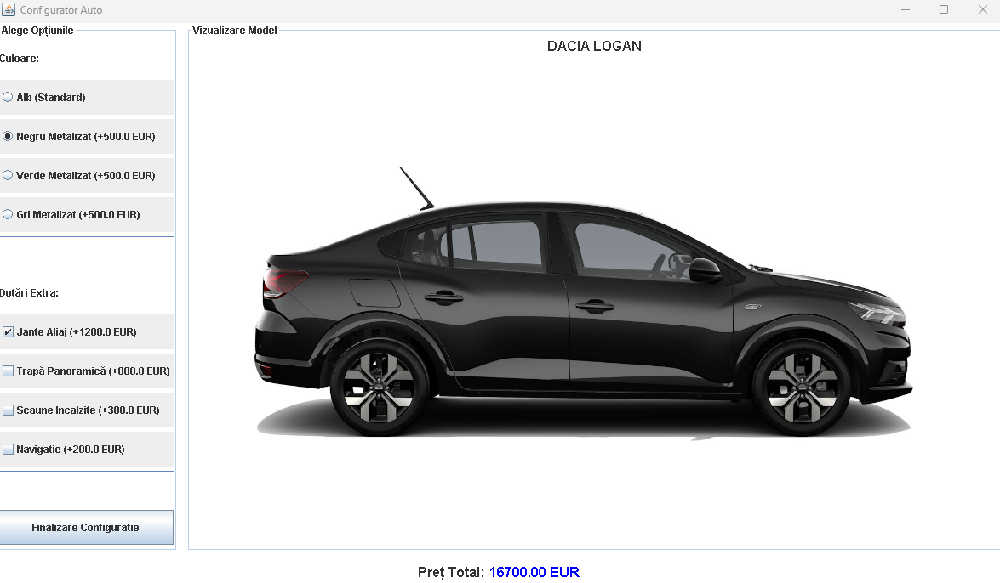 Configurator Auto
Alege Opțiunile
Culoare:
Alb (Standard)
Negru Metalizat (+500.0 EUR)
Verde Metalizat (+500.0 EUR)
Gri Metalizat (+500.0 EUR)
Dotări Extra:
Jante Aliaj (+1200.0 EUR)
Trapă Panoramică (+800.0 EUR)
Scaune Incalzite (+300.0 EUR)
Navigatie (+200.0 EUR)
Finalizare Configuratie
Vizualizare Model
DACIA LOGAN
Preț Total: 16700.00 EUR